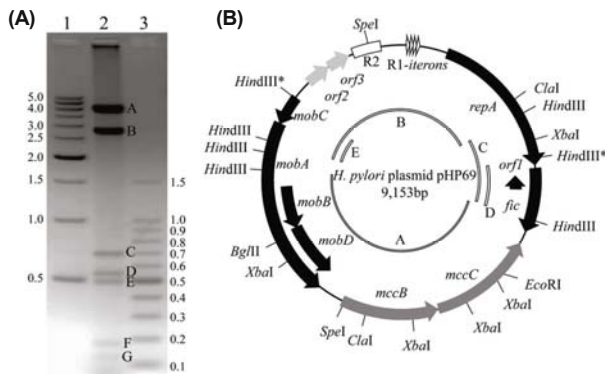 (A)
1 2 3
5.0
4.0
3.0
2.5
2.0
1.5
1.0
0.5
A
B
C
D
E
F
G
1.5
1.0
0.9
0.8
0.7
0.6
0.5
0.4
0.3
0.2
0.1
(B)
SpeI
R2
R1-iterons
orf3
orf2
HindIII*
mobC
HindIII
HindIII
HindIII
mobA
mobB
mobD
BglII
XbaI
SpeI
ClaI
mccB
XbaI
mccC
XbaI
XbaI
EcoRI
HindIII
fic
orf1
HindIII*
XbaI
HindIII
ClaI
repA
B
E
C
D
A
H. pylori plasmid pHP69
9,153bp